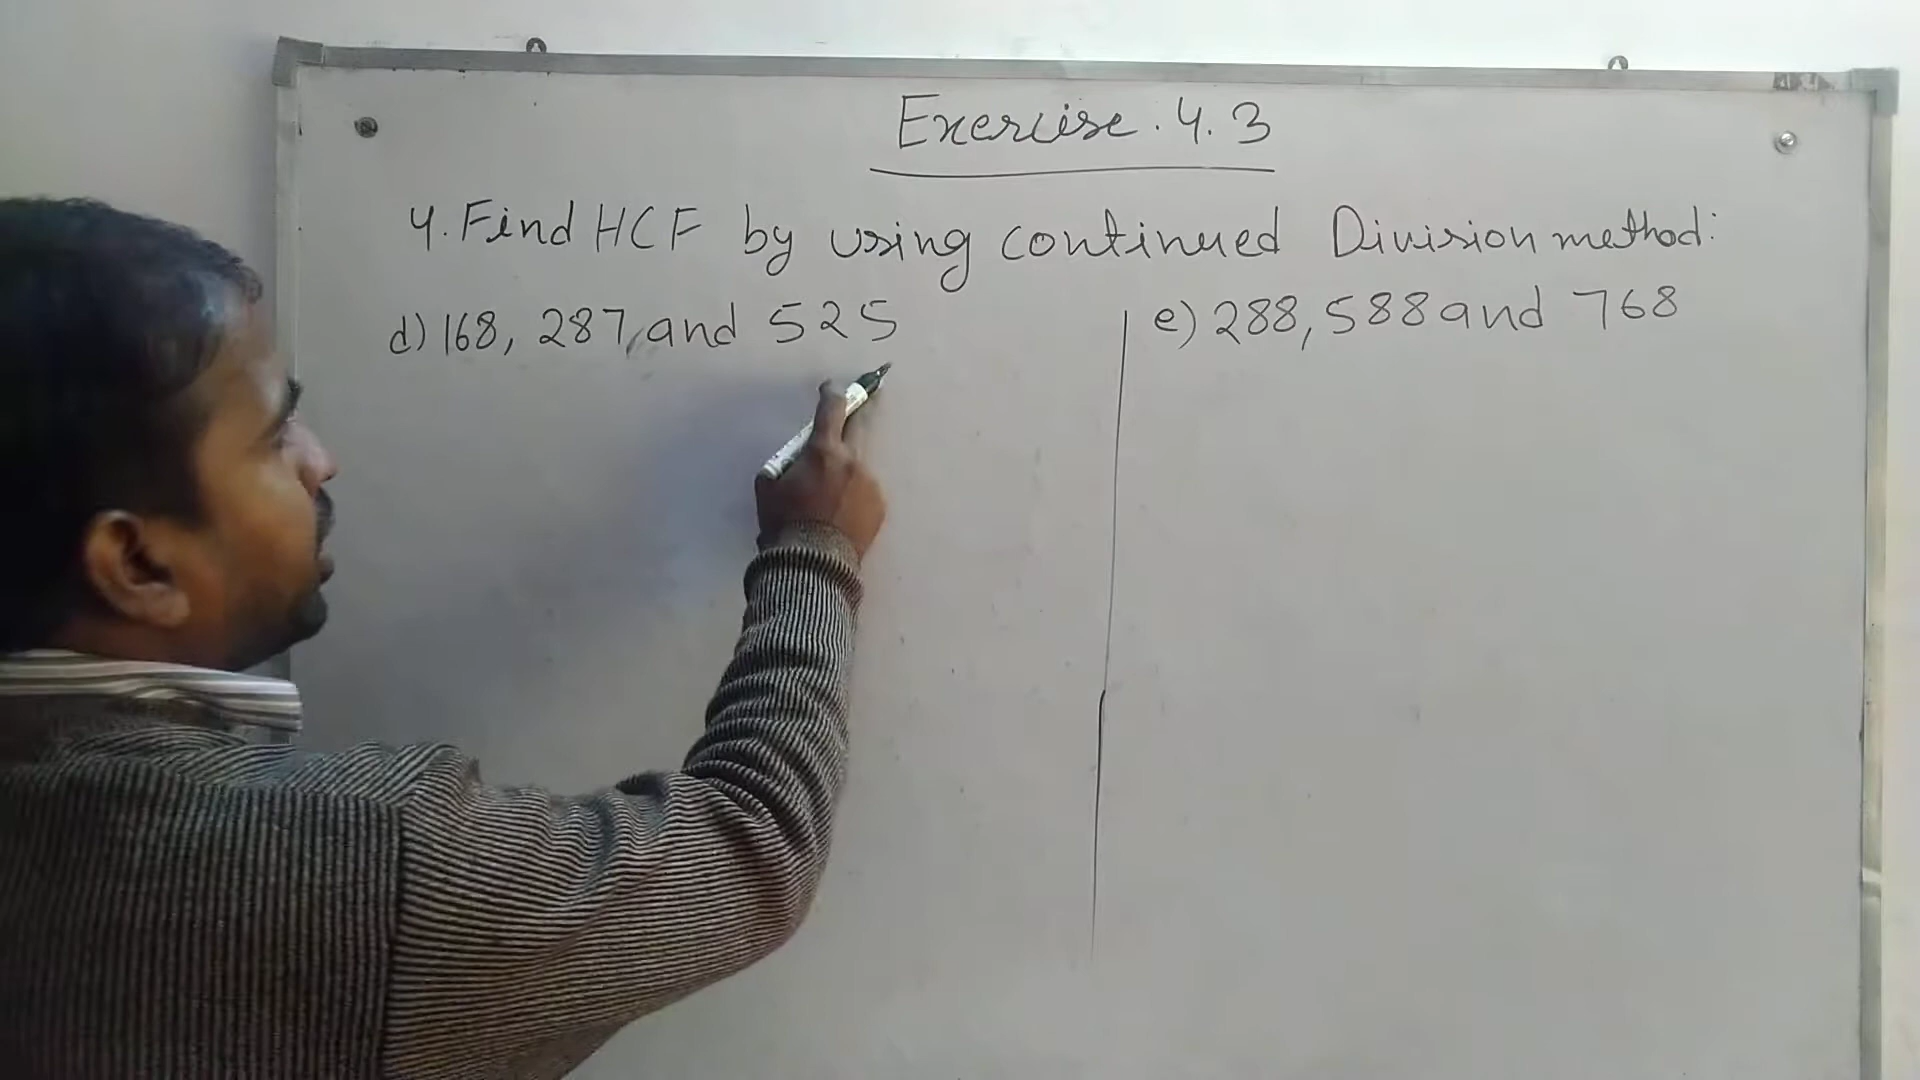 Exercise. 4.3
4. Find HCF by using continued Division method:
d) 168, 287, and 525
e) 288, 588 and 768